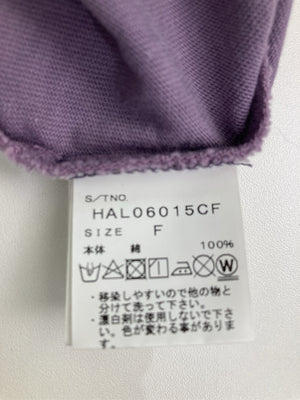 S/TNO.
HAL06015CF
SIZE F
本体 綿 100%
W
・移染しやすいので他の物と
分けて洗って下さい。
・漂白剤は使用しないで下さ
い。色が変わる事があります。